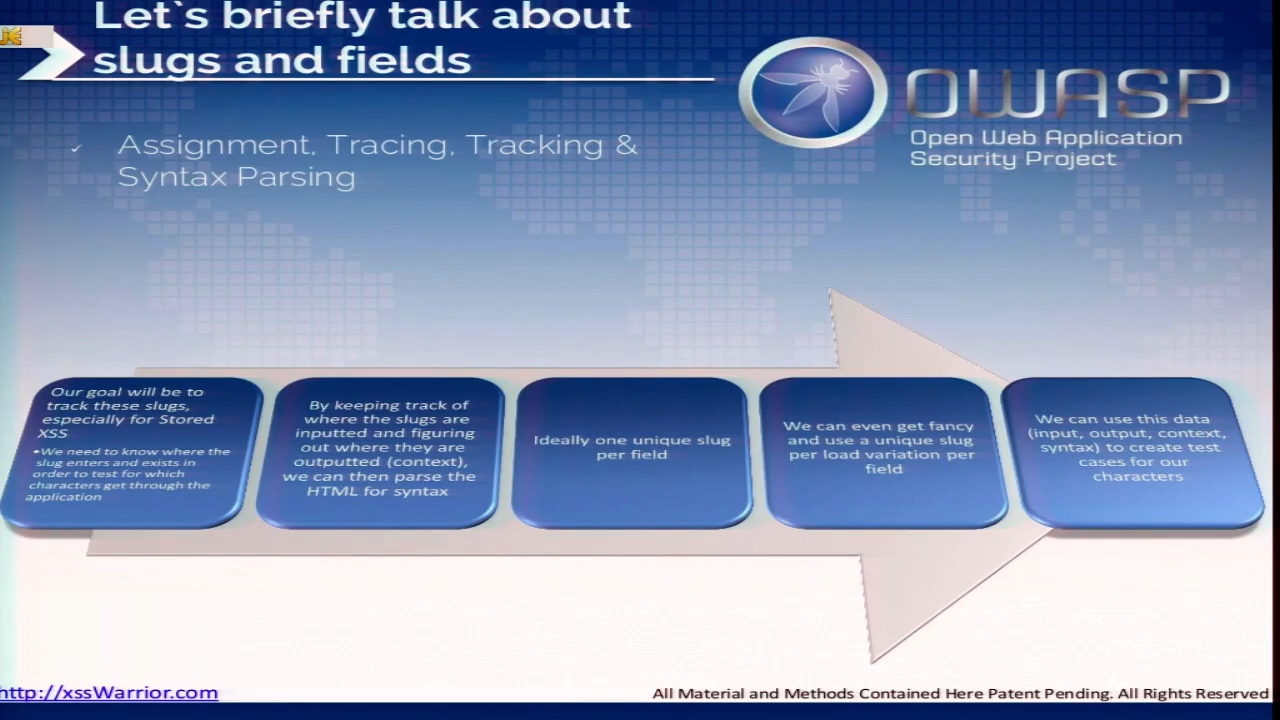 Let`s briefly talk about
slugs and fields
OWASP
Open Web Application
Security Project
✓ Assignment, Tracing, Tracking &
Syntax Parsing
Our goal will be to
track these slugs,
especially for Stored
XSS
•We need to know where the
slug enters and exists in
order to test for which
characters get through the
application
By keeping track of
where the slugs are
inputted and figuring
out where they are
outputted (context),
we can then parse the
HTML for syntax
Ideally one unique slug
per field
We can even get fancy
and use a unique slug
per load variation per
field
We can use this data
(input, output, context,
syntax) to create test
cases for our
characters
http://xssWarrior.com
All Material and Methods Contained Here Patent Pending. All Rights Reserved